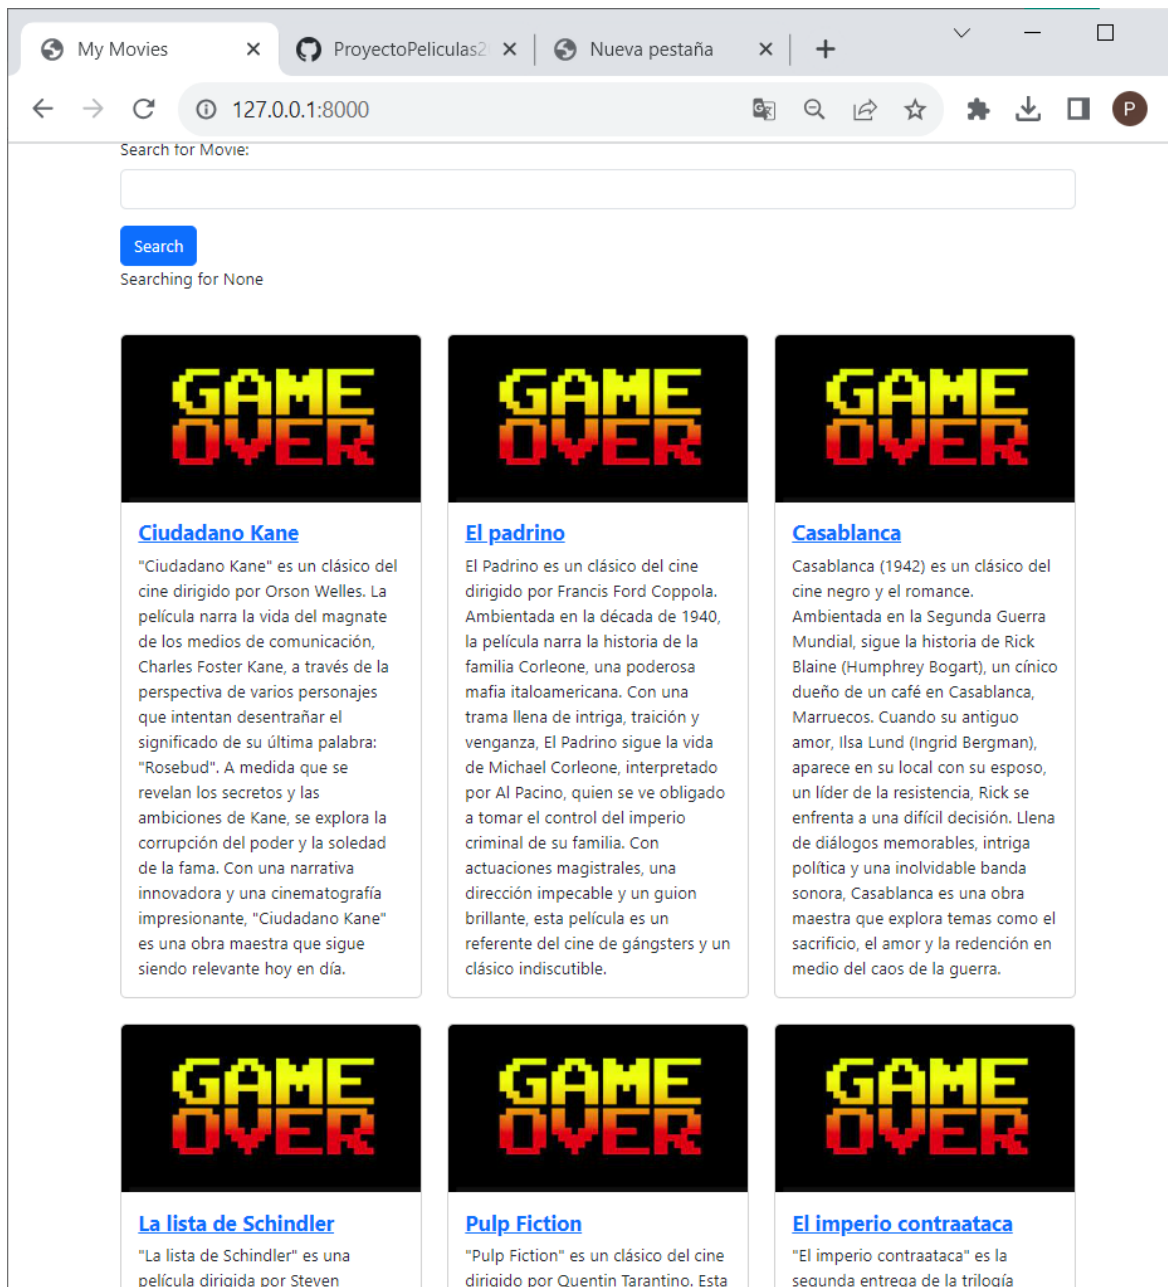 My Movies
ProyectoPeliculas2
Nueva pestaña
127.0.0.1:8000
P
Search for Movie:
Search
Searching for None
GAME
OVER
Ciudadano Kane
"Ciudadano Kane" es un clásico del
cine dirigido por Orson Welles. La
película narra la vida del magnate
de los medios de comunicación,
Charles Foster Kane, a través de la
perspectiva de varios personajes
que intentan desentrañar el
significado de su última palabra:
"Rosebud". A medida que se
revelan los secretos y las
ambiciones de Kane, se explora la
corrupción del poder y la soledad
de la fama. Con una narrativa
innovadora y una cinematografía
impresionante, "Ciudadano Kane"
es una obra maestra que sigue
siendo relevante hoy en día.
GAME
OVER
El padrino
El Padrino es un clásico del cine
dirigido por Francis Ford Coppola.
Ambientada en la década de 1940,
la película narra la historia de la
familia Corleone, una poderosa
mafia italoamericana. Con una
trama llena de intriga, traición y
venganza, El Padrino sigue la vida
de Michael Corleone, interpretado
por Al Pacino, quien se ve obligado
a tomar el control del imperio
criminal de su familia. Con
actuaciones magistrales, una
dirección impecable y un guion
brillante, esta película es un
referente del cine de gángsters y un
clásico indiscutible.
GAME
OVER
Casablanca
Casablanca (1942) es un clásico del
cine negro y el romance.
Ambientada en la Segunda Guerra
Mundial, sigue la historia de Rick
Blaine (Humphrey Bogart), un cínico
dueño de un café en Casablanca,
Marruecos. Cuando su antiguo
amor, Ilsa Lund (Ingrid Bergman),
aparece en su local con su esposo,
un líder de la resistencia, Rick se
enfrenta a una difícil decisión. Llena
de diálogos memorables, intriga
política y una inolvidable banda
sonora, Casablanca es una obra
maestra que explora temas como el
sacrificio, el amor y la redención en
medio del caos de la guerra.
GAME
OVER
La lista de Schindler
"La lista de Schindler" es una
película dirigida por Steven
GAME
OVER
Pulp Fiction
"Pulp Fiction" es un clásico del cine
dirigido por Quentin Tarantino. Esta
GAME
OVER
El imperio contraataca
"El imperio contraataca" es la
segunda entrega de la trilogía